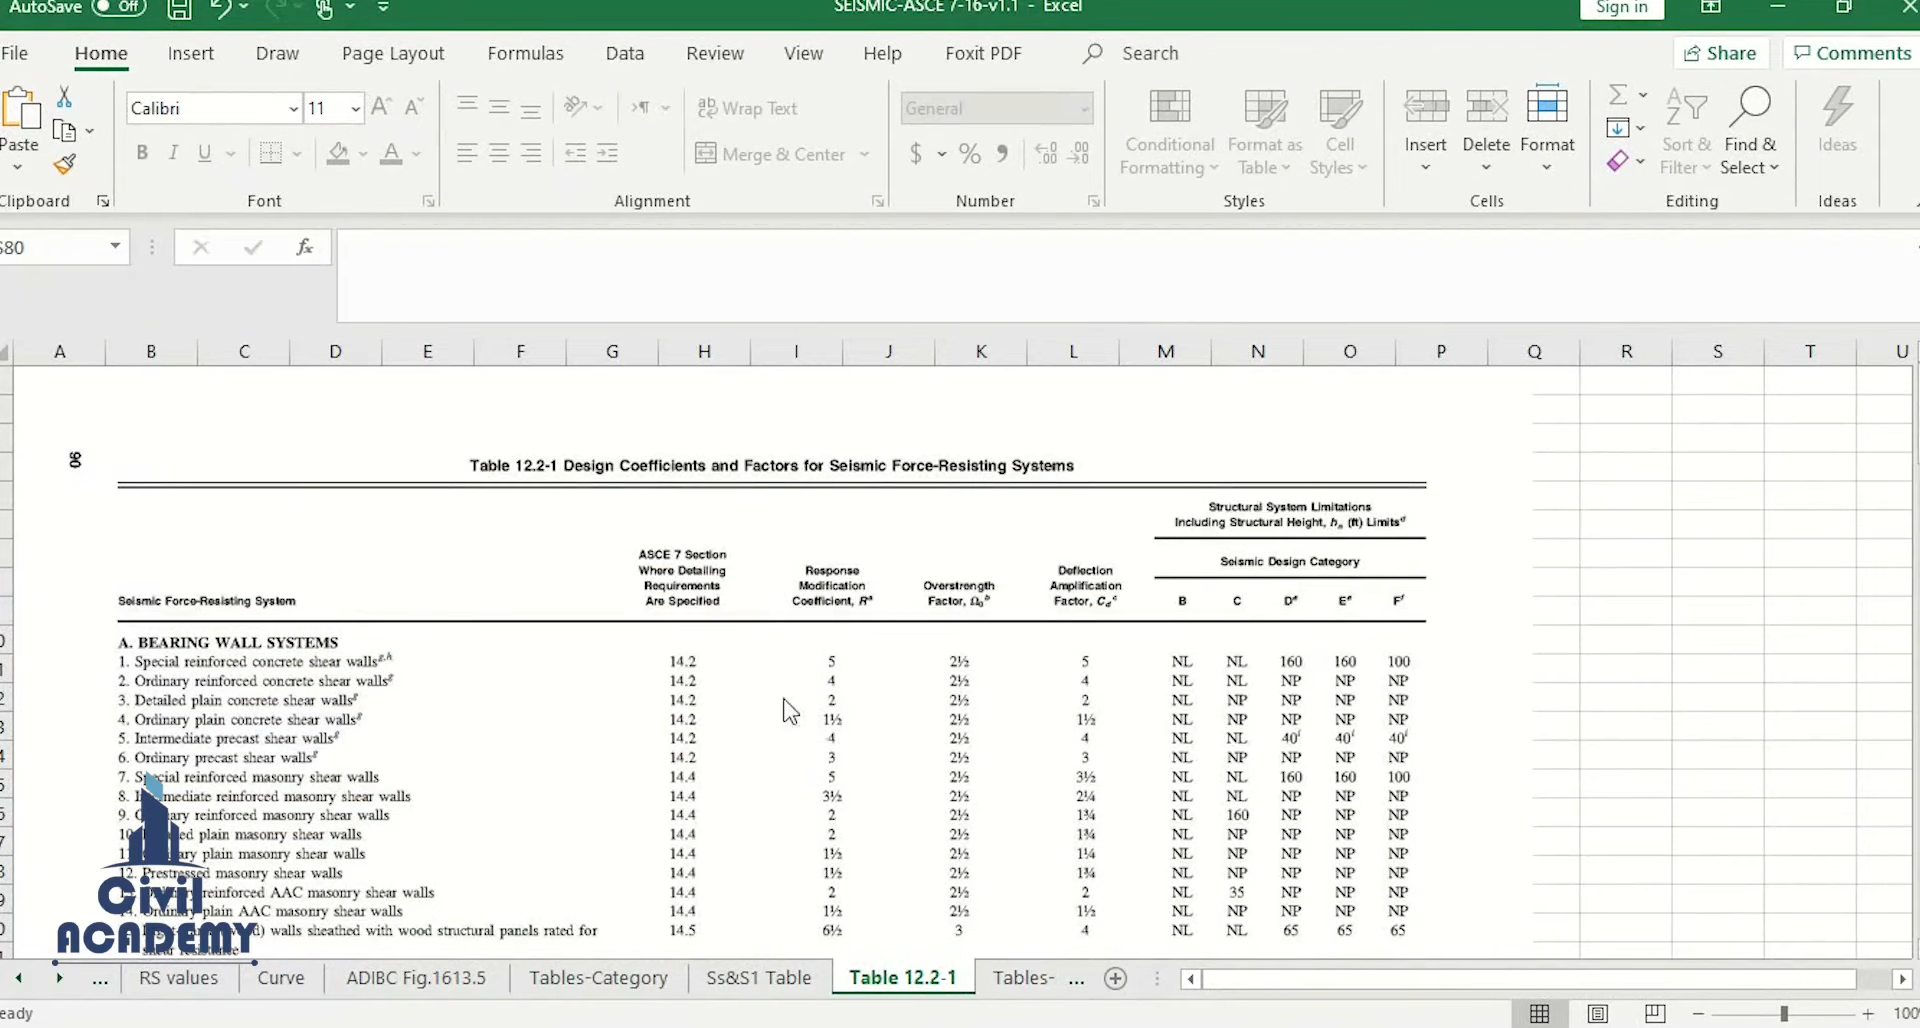 AutoSave Off SEISMIC-ASCE 7-16-v1.1 - Excel Sign in
File Home Insert Draw Page Layout Formulas Data Review View Help Foxit PDF Search Share Comments
Calibri 11 Wrap Text General Conditional Formatting Format as Table Cell Styles Insert Delete Format Sort & Filter Find & Select Ideas
Paste B I U Merge & Center $ % 9
Clipboard Font Alignment Number Styles Cells Editing Ideas
S80 fx
A B C D E F G H I J K L M N O P Q R S T U
90
Table 12.2-1 Design Coefficients and Factors for Seismic Force-Resisting Systems
Structural System Limitations
Including Structural Height, hn (ft) Limits^d
Seismic Design Category
Seismic Force-Resisting System
ASCE 7 Section
Where Detailing
Requirements
Are Specified
Response
Modification
Coefficient, R^a
Overstrength
Factor, Ω0^b
Deflection
Amplification
Factor, Cd^c
B C D^e E^e F^f
A. BEARING WALL SYSTEMS
1. Special reinforced concrete shear walls^g,h 14.2 5 2½ 5 NL NL 160 160 100
2. Ordinary reinforced concrete shear walls^g 14.2 4 2½ 4 NL NL NP NP NP
3. Detailed plain concrete shear walls^g 14.2 2 2½ 2 NL NP NP NP NP
4. Ordinary plain concrete shear walls^g 14.2 1½ 2½ 1½ NL NP NP NP NP
5. Intermediate precast shear walls^g 14.2 4 2½ 4 NL NL 40^i 40^i 40^i
6. Ordinary precast shear walls^g 14.2 3 2½ 3 NL NP NP NP NP
7. Special reinforced masonry shear walls 14.4 5 2½ 3½ NL NL 160 160 100
8. Intermediate reinforced masonry shear walls 14.4 3½ 2½ 2¼ NL NL NP NP NP
9. reinforced masonry shear walls 14.4 2 2½ 1¾ NL 160 NP NP NP
10. plain masonry shear walls 14.4 2 2½ 1¾ NL NP NP NP NP
plain masonry shear walls 14.4 1½ 2½ 1¼ NL NP NP NP NP
12. Prestressed masonry shear walls 14.4 1½ 2½ 1¾ NL NP NP NP NP
reinforced AAC masonry shear walls 14.4 2 2½ 2 NL 35 NP NP NP
14. Ordinary plain AAC masonry shear walls 14.4 1½ 2½ 1½ NL NP NP NP NP
walls sheathed with wood structural panels rated for 14.5 6½ 3 4 NL NL 65 65 65
shear resistance
Civil
ACADEMY
... RS values Curve ADIBC Fig.1613.5 Tables-Category Ss&S1 Table Table 12.2-1 Tables- ...
eady 100